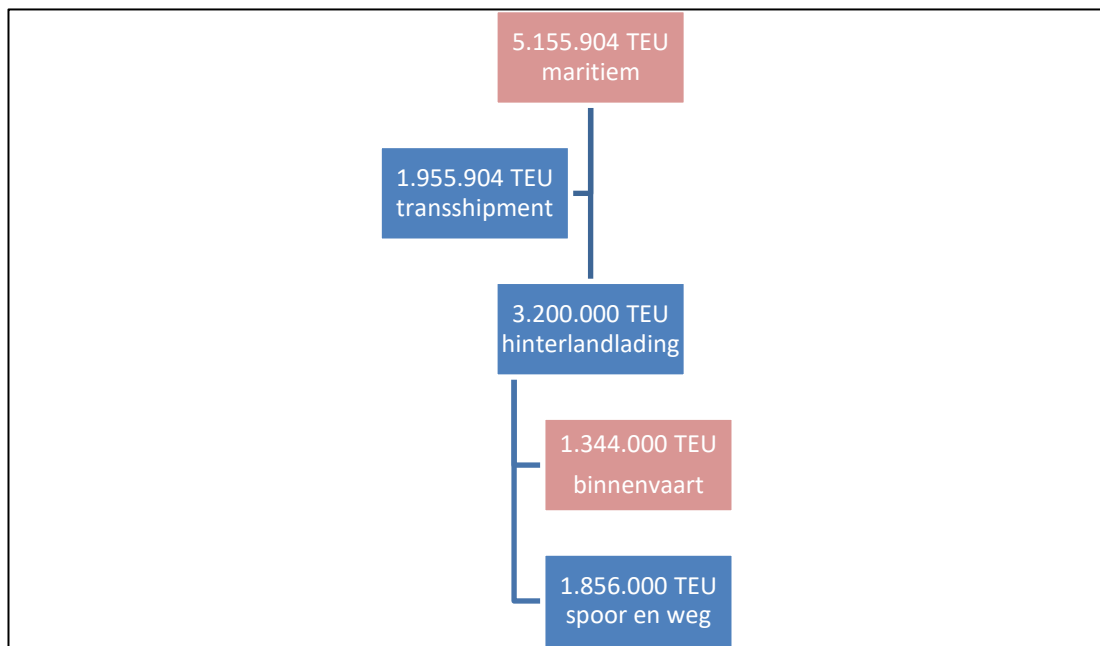 5.155.904 TEU
maritiem
1.955.904 TEU
transshipment
3.200.000 TEU
hinterlandlading
1.344.000 TEU
binnenvaart
1.856.000 TEU
spoor en weg